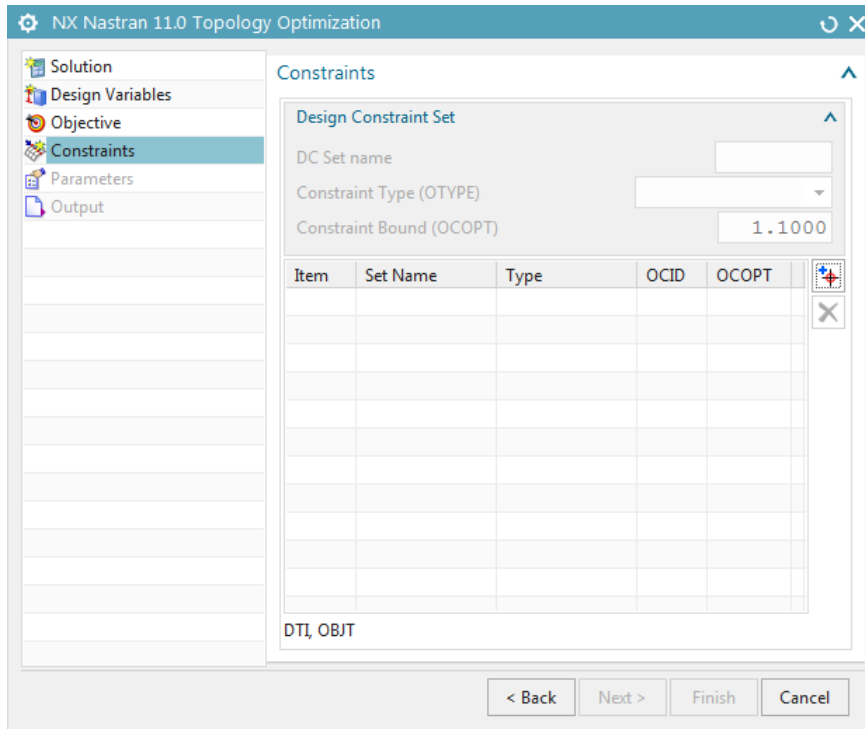 NX Nastran 11.0 Topology Optimization
Solution
Design Variables
Objective
Constraints
Parameters
Output
Constraints
Design Constraint Set
DC Set name
Constraint Type (OTYPE)
Constraint Bound (OCOPT) 1.1000
Item Set Name Type OCID OCOPT
DTI, OBJT
< Back Next > Finish Cancel